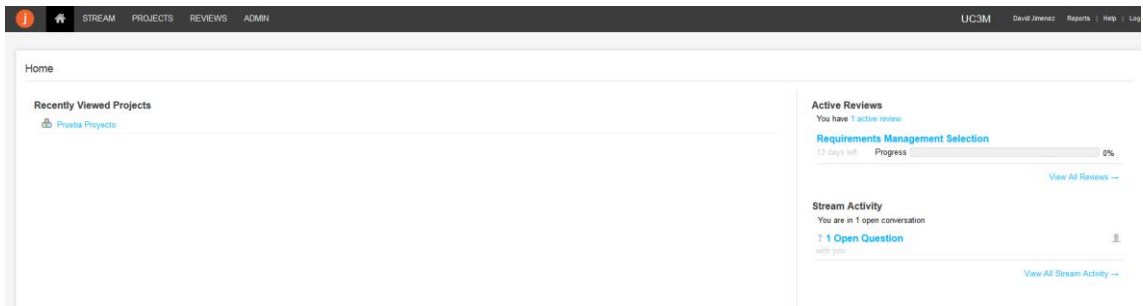 j STREAM PROJECTS REVIEWS ADMIN UC3M David Jimenez Reports | Help | Log
Home
Recently Viewed Projects
Prueba Proyecto
Active Reviews
You have 1 active review
Requirements Management Selection
13 days left Progress 0%
View All Reviews →
Stream Activity
You are in 1 open conversation
? 1 Open Question
with you
View All Stream Activity →